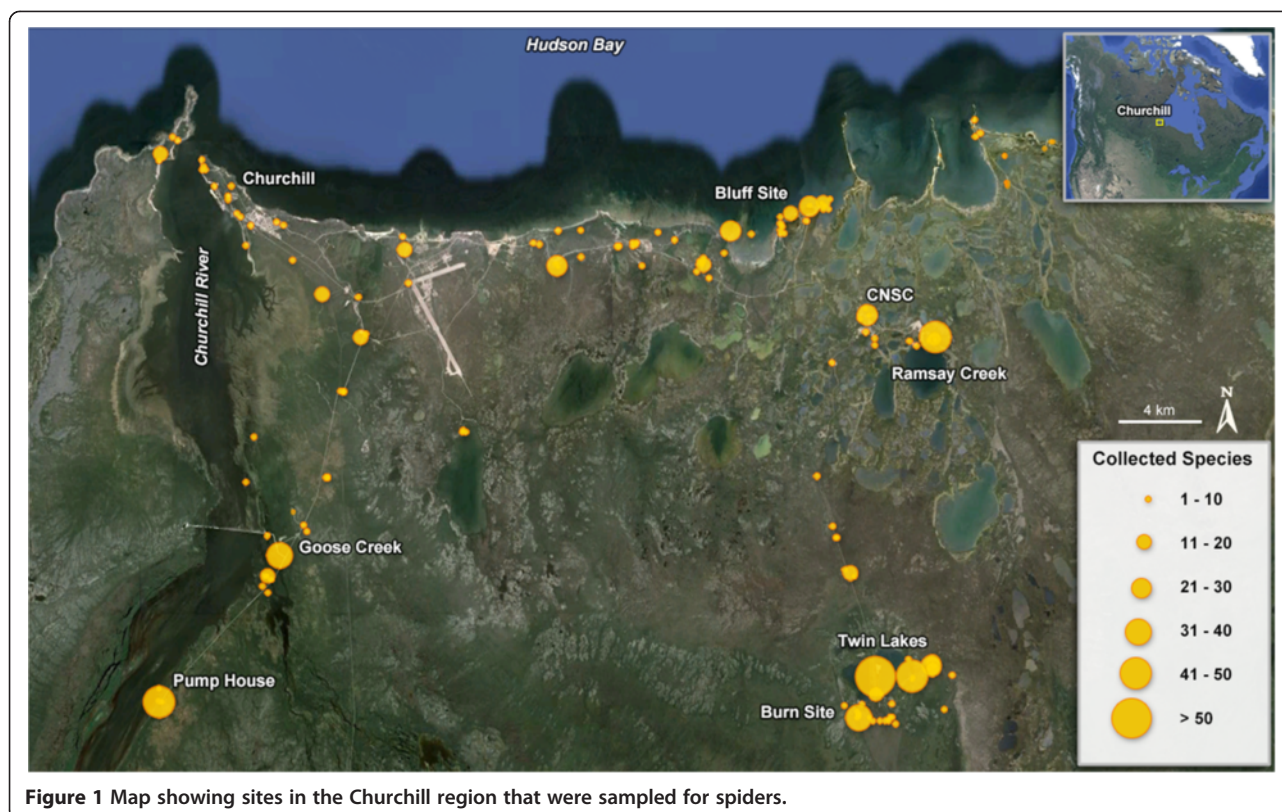 Hudson Bay
Churchill
Churchill
Bluff Site
Churchill River
CNSC
Ramsay Creek
N
4 km
Collected Species
1 - 10
11 - 20
21 - 30
31 - 40
41 - 50
> 50
Goose Creek
Twin Lakes
Pump House
Burn Site
Figure 1 Map showing sites in the Churchill region that were sampled for spiders.